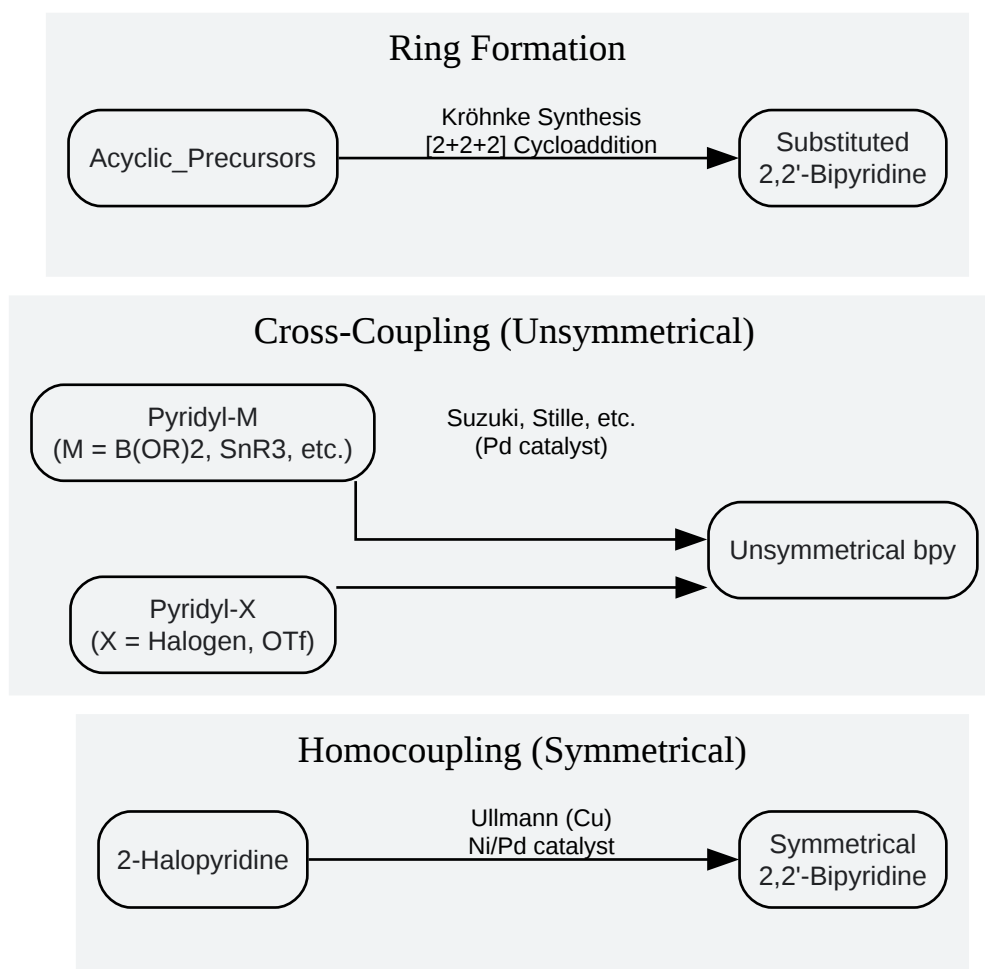 Ring Formation
Acyclic_Precursors
Kröhnke Synthesis
[2+2+2] Cycloaddition
Substituted
2,2'-Bipyridine
Cross-Coupling (Unsymmetrical)
Pyridyl-M
(M = B(OR)2, SnR3, etc.)
Suzuki, Stille, etc.
(Pd catalyst)
Unsymmetrical bpy
Pyridyl-X
(X = Halogen, OTf)
Homocoupling (Symmetrical)
2-Halopyridine
Ullmann (Cu)
Ni/Pd catalyst
Symmetrical
2,2'-Bipyridine